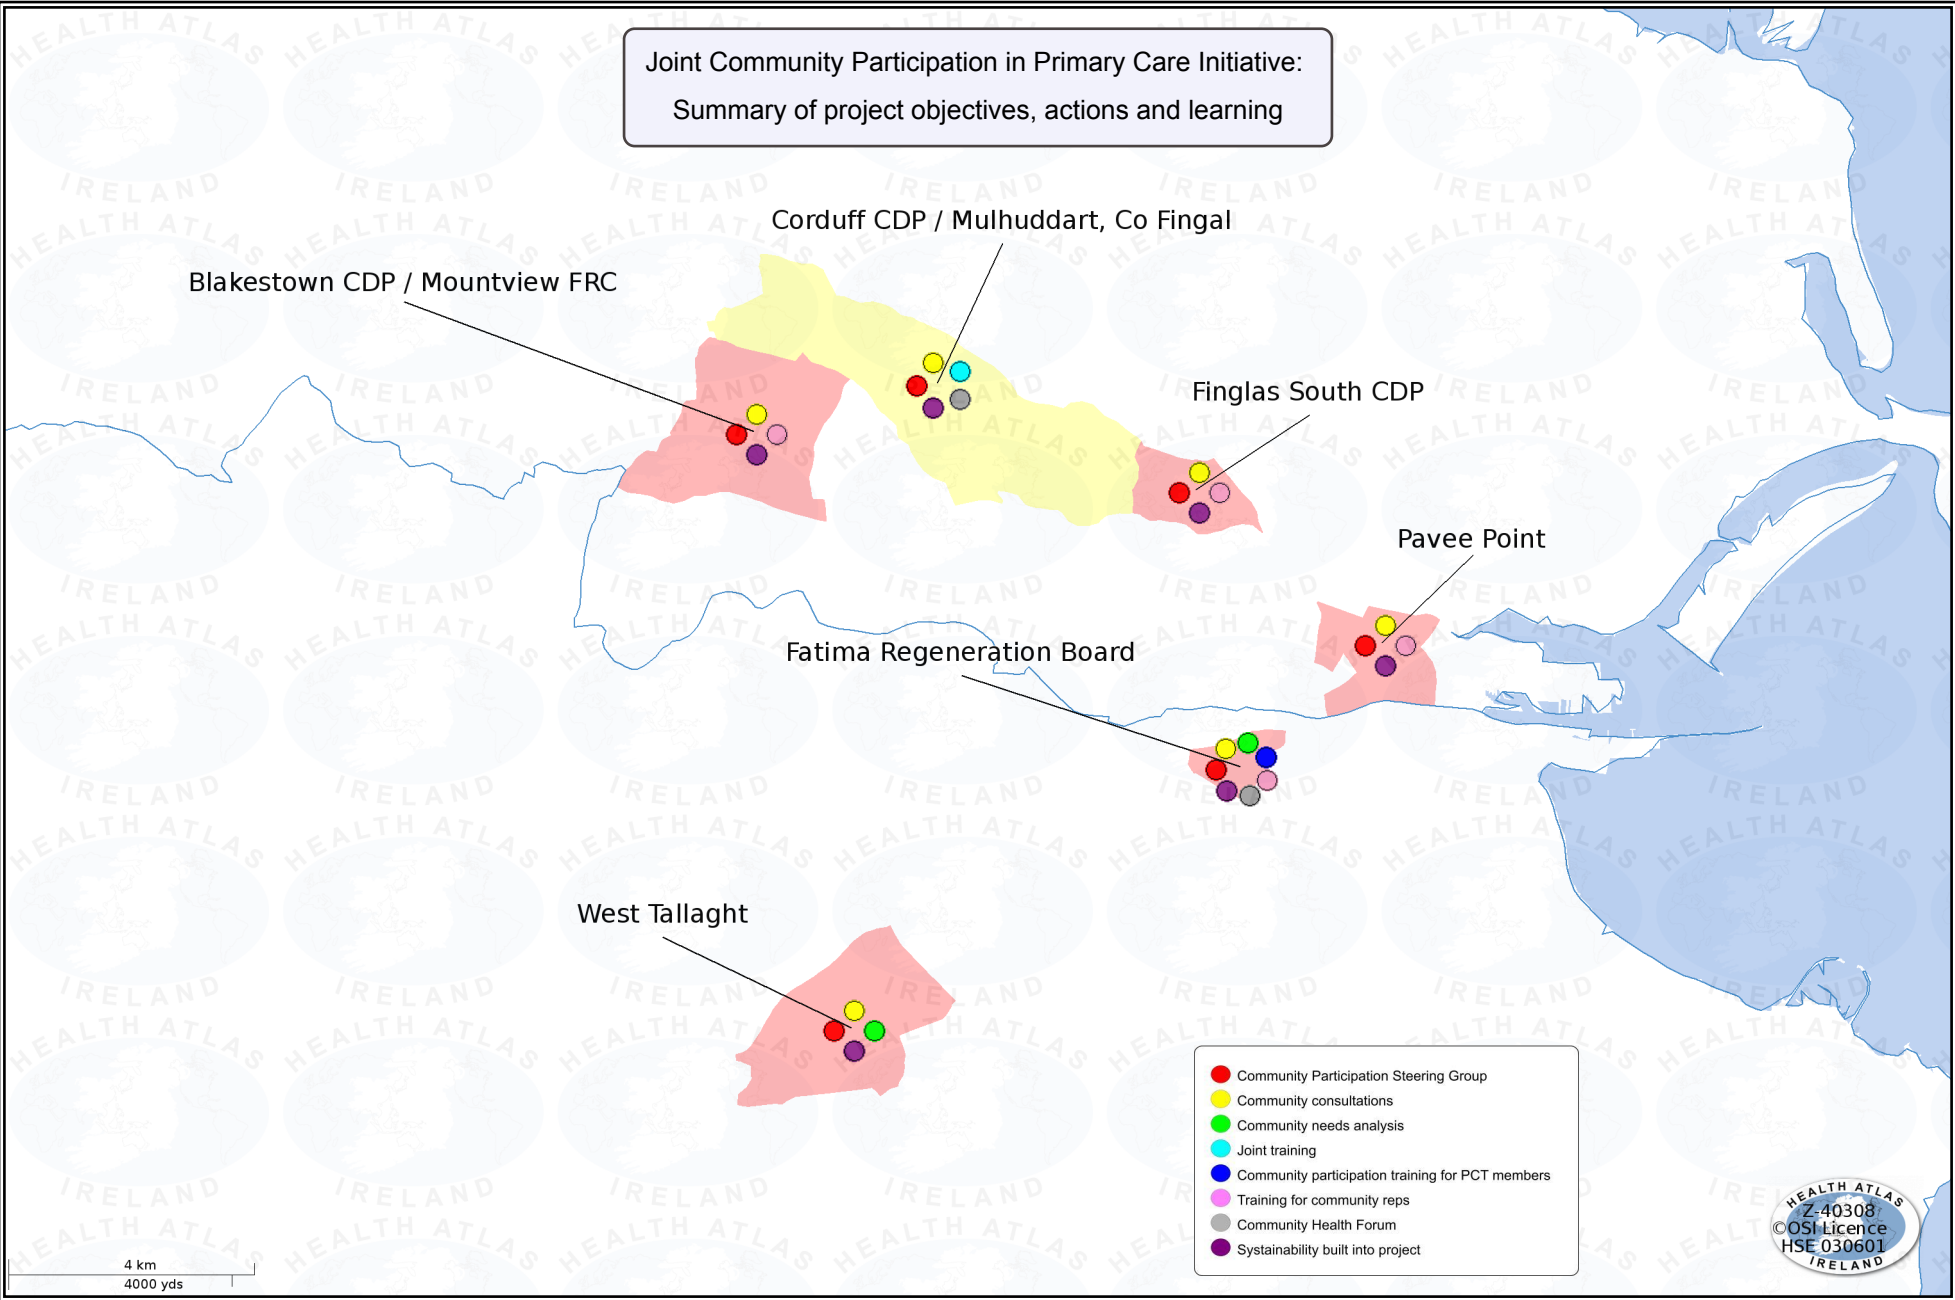 Joint Community Participation in Primary Care Initiative:
Summary of project objectives, actions and learning
Corduff CDP / Mulhuddart, Co Fingal
Blakestown CDP / Mountview FRC
Finglas South CDP
Pavee Point
Fatima Regeneration Board
West Tallaght
Community Participation Steering Group
Community consultations
Community needs analysis
Joint training
Community participation training for PCT members
Training for community reps
Community Health Forum
Systainability built into project
4 km
4000 yds
HEALTH ATLAS
Z-40308
©OSI Licence
HSE 030601
IRELAND